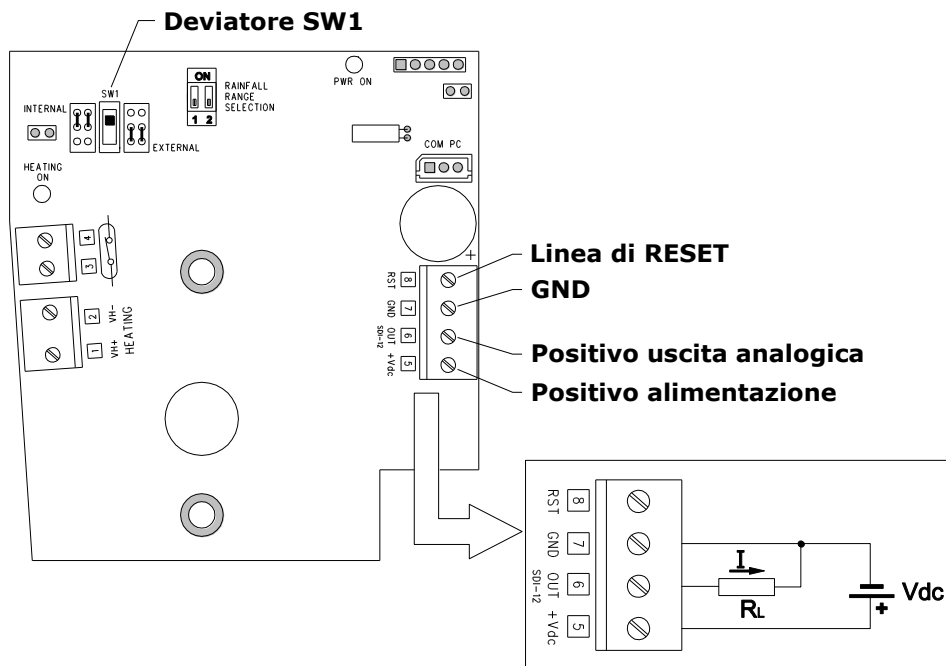 Deviatore SW1
ON
1 2
RAINFALL
RANGE
SELECTION
PWR ON
INTERNAL
SW1
EXTERNAL
COM PC
HEATING
ON
4
3
2 VH-
1 VH+
HEATING
+
RST 8
GND 7
OUT 6
SDI-12
+Vdc 5
Linea di RESET
GND
Positivo uscita analogica
Positivo alimentazione
RST 8
GND 7
OUT 6
SDI-12
+Vdc 5
I
RL
Vdc
+